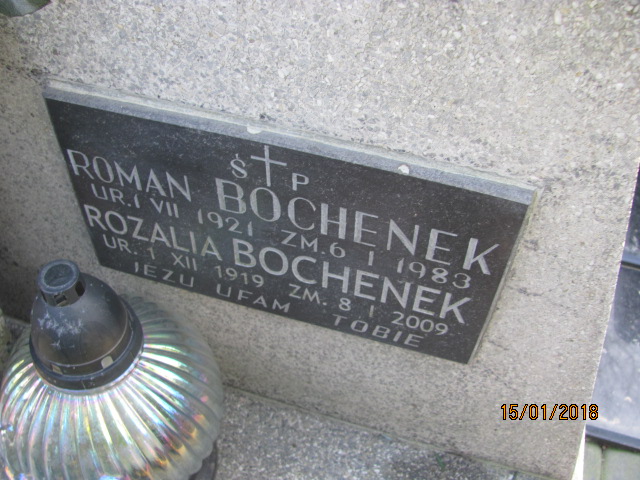 Ś † P
ROMAN BOCHENEK
UR. 1 VII 1921 ZM. 6 I 1983
ROZALIA BOCHENEK
UR. 1 XII 1919 ZM. 8 I 2009
JEZU UFAM TOBIE
15/01/2018